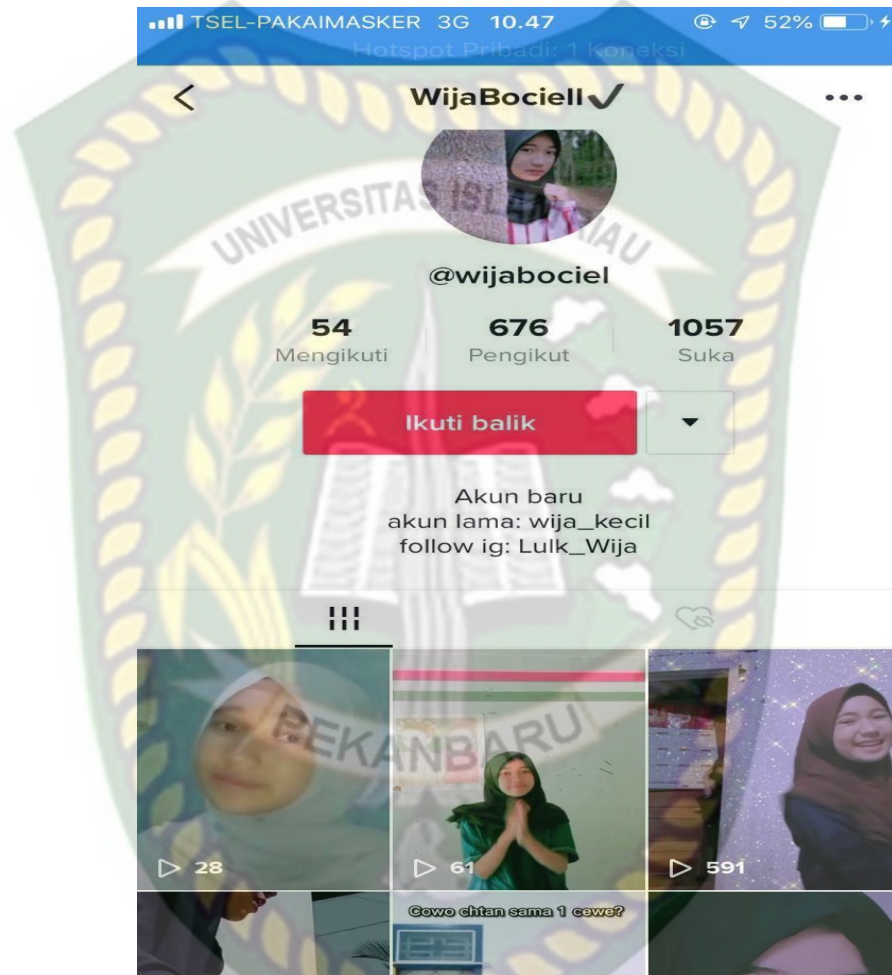 TSEL-PAKAIMASKER 3G 10.47 52%
Hotspot Pribadi: 1 Koneksi
WijaBociell✓
UNIVERSITAS ISLAM RIAU
@wijabociel
54 676 1057
Mengikuti Pengikut Suka
Ikuti balik
Akun baru
akun lama: wija_kecil
follow ig: Lulk_Wija
PEKANBARU
28 61 591
Cowo chtan sama 1 cewe?